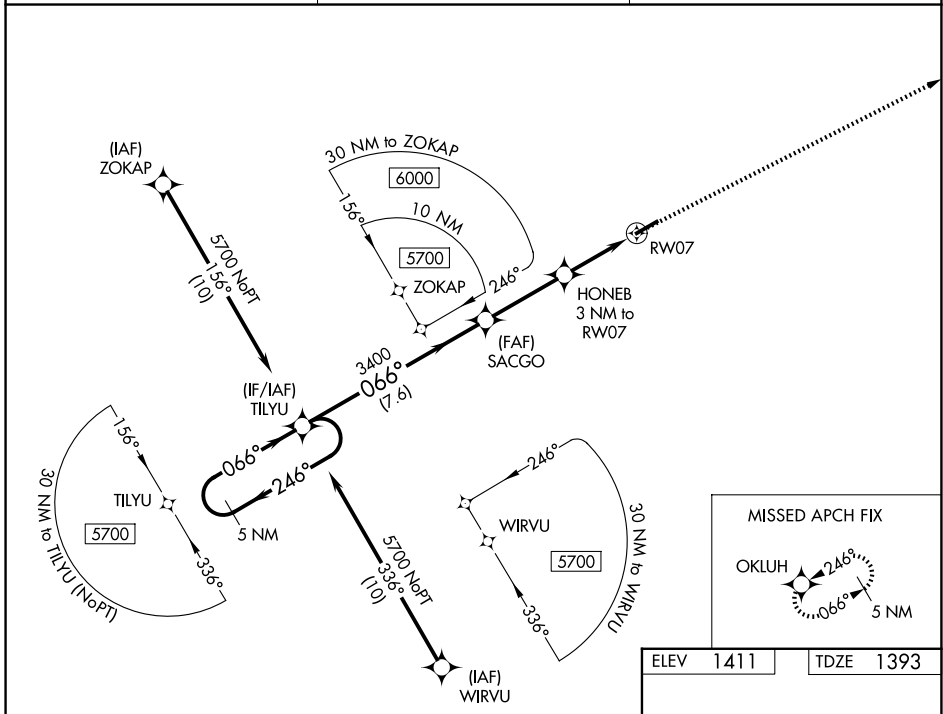 (IAF)
ZOKAP
5700 NoPT
156°
(10)
30 NM to ZOKAP
6000
156°
10 NM
5700
ZOKAP
246°
RW07
HONEB
3 NM to
RW07
(FAF)
SACGO
3400
066°
(7.6)
(IF/IAF)
TILYU
066°
246°
5 NM
156°
TILYU
5700
336°
30 NM to TILYU (NoPT)
5700 NoPT
336°
(10)
(IAF)
WIRVU
246°
WIRVU
5700
336°
30 NM to WIRVU
MISSED APCH FIX
OKLUH
246°
066°
5 NM
ELEV 1411
TDZE 1393